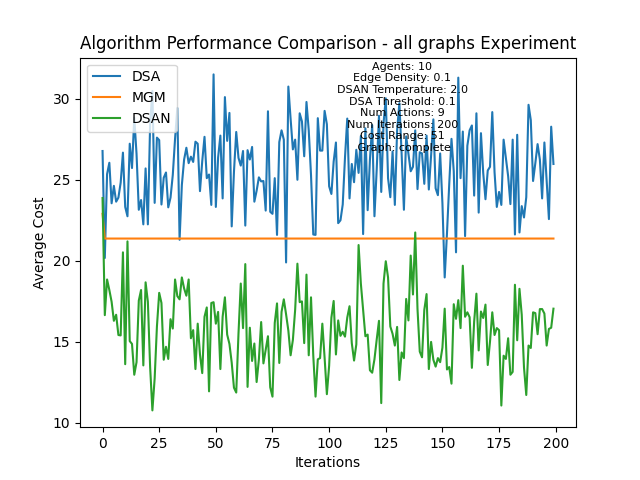 Algorithm Performance Comparison - all graphs Experiment
DSA
MGM
DSAN
Agents: 10
Edge Density: 0.1
DSAN Temperature: 2.0
DSA Threshold: 0.1
Num Actions: 9
Num Iterations: 200
Cost Range: 51
Graph: complete
Average Cost
30
25
20
15
10
0 25 50 75 100 125 150 175 200
Iterations